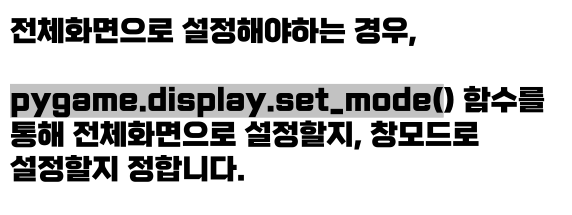 전체화면으로 설정해야하는 경우,
pygame.display.set_mode() 함수를
통해 전체화면으로 설정할지, 창모드로
설정할지 정합니다.